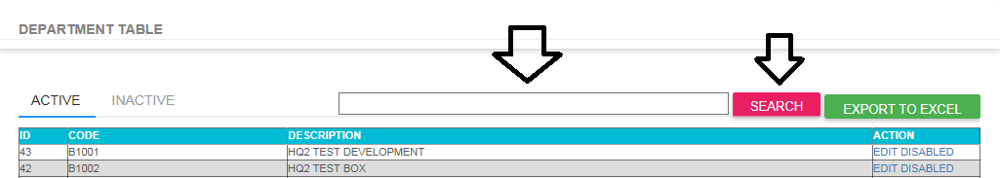 DEPARTMENT TABLE
ACTIVE INACTIVE SEARCH EXPORT TO EXCEL
ID CODE DESCRIPTION ACTION
43 B1001 HQ2 TEST DEVELOPMENT EDIT DISABLED
42 B1002 HQ2 TEST BOX EDIT DISABLED